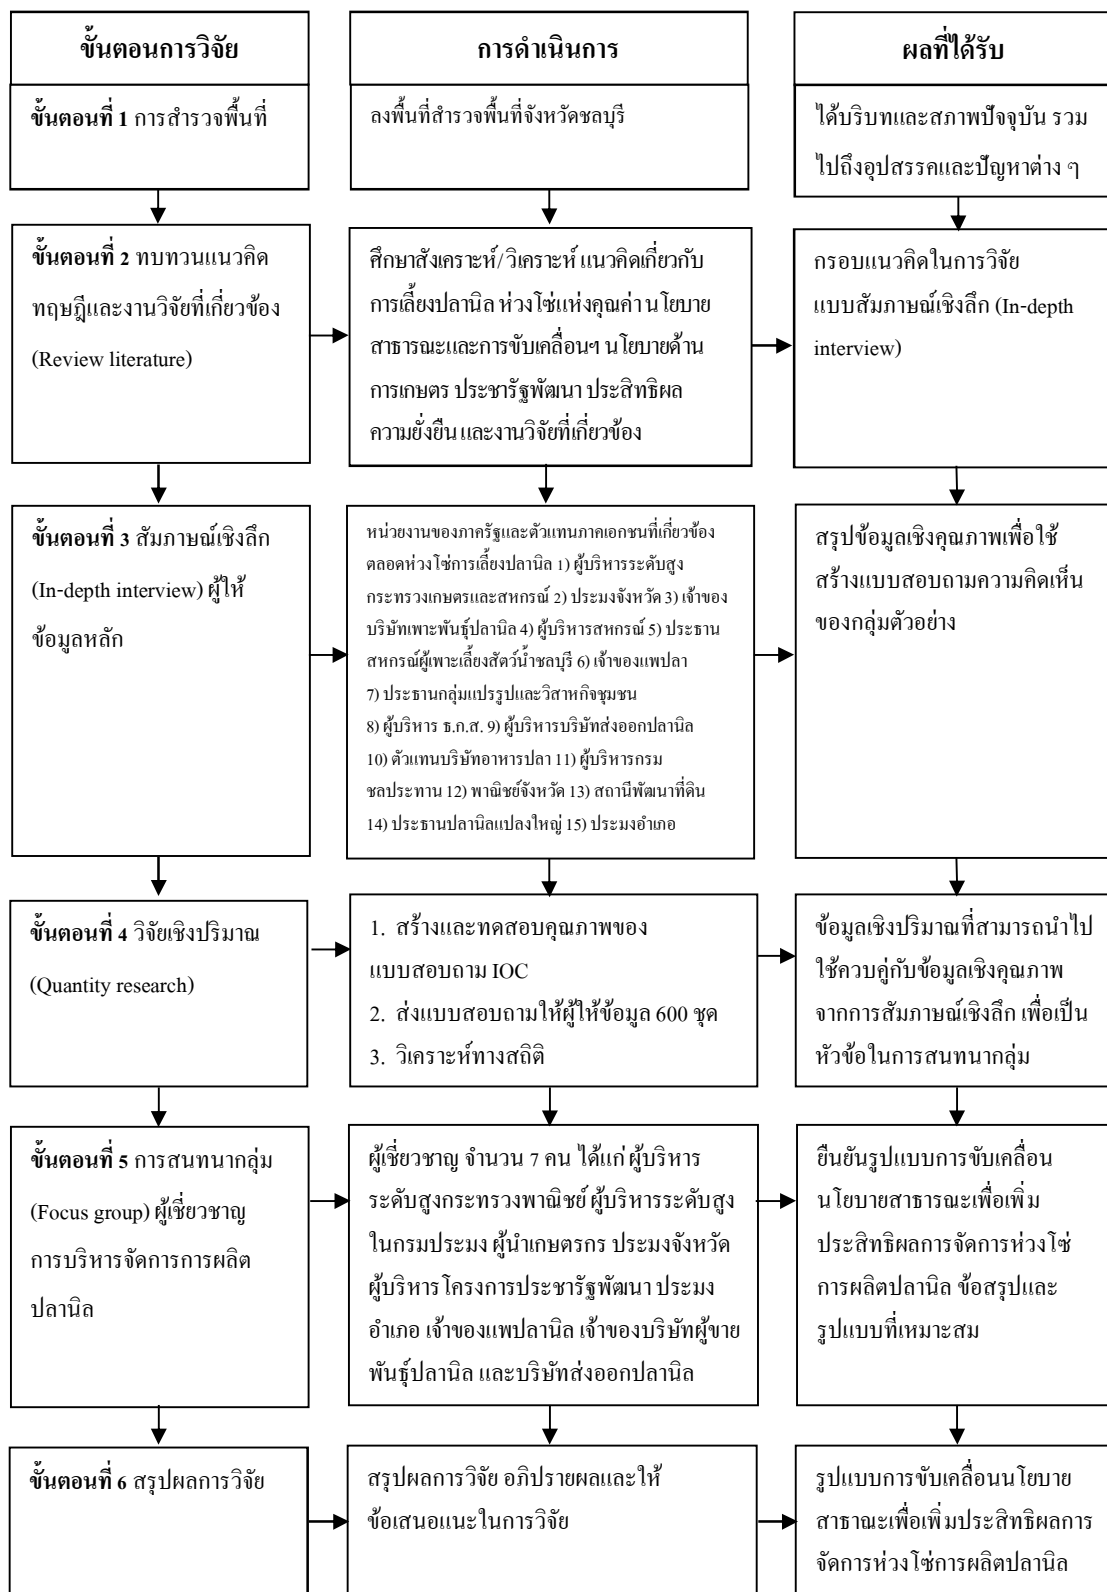 ขั้นตอนการวิจัย
การดำเนินการ
ผลที่ได้รับ
ขั้นตอนที่ 1 การสำรวจพื้นที่
ลงพื้นที่สำรวจพื้นที่จังหวัดชลบุรี
ได้บริบทและสภาพปัจจุบัน รวม
ไปถึงอุปสรรคและปัญหาต่าง ๆ
ขั้นตอนที่ 2 ทบทวนแนวคิด
ทฤษฎีและงานวิจัยที่เกี่ยวข้อง
(Review literature)
ศึกษาสังเคราะห์/วิเคราะห์ แนวคิดเกี่ยวกับ
การเลี้ยงปลานิล ห่วงโซ่แห่งคุณค่า นโยบาย
สาธารณะและการขับเคลื่อนฯ นโยบายด้าน
การเกษตร ประชารัฐพัฒนา ประสิทธิผล
ความยั่งยืน และงานวิจัยที่เกี่ยวข้อง
กรอบแนวคิดในการวิจัย
แบบสัมภาษณ์เชิงลึก (In-depth
interview)
ขั้นตอนที่ 3 สัมภาษณ์เชิงลึก
(In-depth interview) ผู้ให้
ข้อมูลหลัก
หน่วยงานของภาครัฐและตัวแทนภาคเอกชนที่เกี่ยวข้อง
ตลอดห่วงโซ่การเลี้ยงปลานิล 1) ผู้บริหารระดับสูง
กระทรวงเกษตรและสหกรณ์ 2) ประมงจังหวัด 3) เจ้าของ
บริษัทเพาะพันธุ์ปลานิล 4) ผู้บริหารสหกรณ์ 5) ประธาน
สหกรณ์ผู้เพาะเลี้ยงสัตว์น้ำชลบุรี 6) เจ้าของแพปลา
7) ประธานกลุ่มแปรรูปและวิสาหกิจชุมชน
8) ผู้บริหาร ธ.ก.ส. 9) ผู้บริหารบริษัทส่งออกปลานิล
10) ตัวแทนบริษัทอาหารปลา 11) ผู้บริหารกรม
ชลประทาน 12) พาณิชย์จังหวัด 13) สถานีพัฒนาที่ดิน
14) ประธานปลานิลแปลงใหญ่ 15) ประมงอำเภอ
สรุปข้อมูลเชิงคุณภาพเพื่อใช้
สร้างแบบสอบถามความคิดเห็น
ของกลุ่มตัวอย่าง
ขั้นตอนที่ 4 วิจัยเชิงปริมาณ
(Quantity research)
1. สร้างและทดสอบคุณภาพของ
แบบสอบถาม IOC
2. ส่งแบบสอบถามให้ผู้ให้ข้อมูล 600 ชุด
3. วิเคราะห์ทางสถิติ
ข้อมูลเชิงปริมาณที่สามารถนำไป
ใช้ควบคู่กับข้อมูลเชิงคุณภาพ
จากการสัมภาษณ์เชิงลึก เพื่อเป็น
หัวข้อในการสนทนากลุ่ม
ขั้นตอนที่ 5 การสนทนากลุ่ม
(Focus group) ผู้เชี่ยวชาญ
การบริหารจัดการการผลิต
ปลานิล
ผู้เชี่ยวชาญ จำนวน 7 คน ได้แก่ ผู้บริหาร
ระดับสูงกระทรวงพาณิชย์ ผู้บริหารระดับสูง
ในกรมประมง ผู้นำเกษตรกร ประมงจังหวัด
ผู้บริหารโครงการประชารัฐพัฒนา ประมง
อำเภอ เจ้าของแพปลานิล เจ้าของบริษัทผู้ขาย
พันธุ์ปลานิล และบริษัทส่งออกปลานิล
ยืนยันรูปแบบการขับเคลื่อน
นโยบายสาธารณะเพื่อเพิ่ม
ประสิทธิผลการจัดการห่วงโซ่
การผลิตปลานิล ข้อสรุปและ
รูปแบบที่เหมาะสม
ขั้นตอนที่ 6 สรุปผลการวิจัย
สรุปผลการวิจัย อภิปรายผลและให้
ข้อเสนอแนะในการวิจัย
รูปแบบการขับเคลื่อนนโยบาย
สาธาณะเพื่อเพิ่มประสิทธิผลการ
จัดการห่วงโซ่การผลิตปลานิล